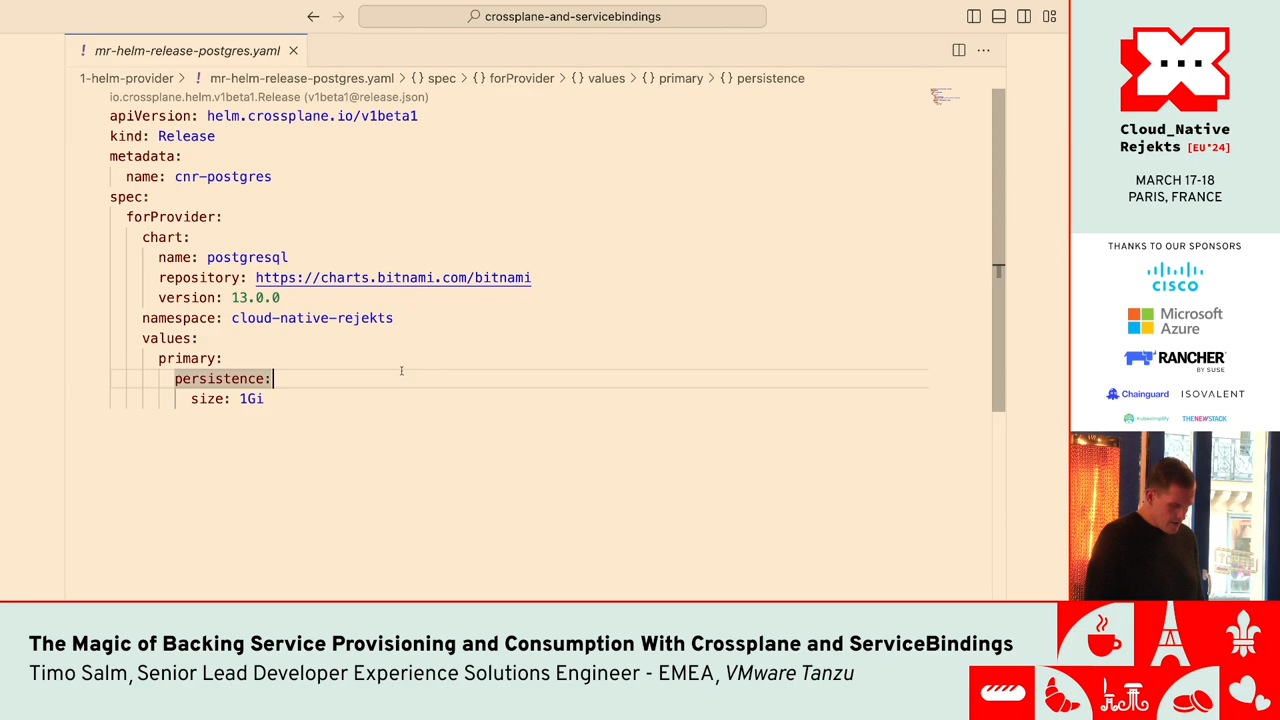 crossplane-and-servicebindings
! mr-helm-release-postgres.yaml ×
1-helm-provider > ! mr-helm-release-postgres.yaml > {} spec > {} forProvider > {} values > {} primary > {} persistence
io.crossplane.helm.v1beta1.Release (v1beta1@release.json)
apiVersion: helm.crossplane.io/v1beta1
kind: Release
metadata:
name: cnr-postgres
spec:
forProvider:
chart:
name: postgresql
repository: https://charts.bitnami.com/bitnami
version: 13.0.0
namespace: cloud-native-rejekts
values:
primary:
persistence:
size: 1Gi
Cloud_Native
Rejekts [EU'24]
MARCH 17-18
PARIS, FRANCE
THANKS TO OUR SPONSORS
CISCO
Microsoft
Azure
RANCHER
BY SUSE
Chainguard ISOVALENT
Kubesimplify THENEWSTACK
The Magic of Backing Service Provisioning and Consumption With Crossplane and ServiceBindings
Timo Salm, Senior Lead Developer Experience Solutions Engineer - EMEA, VMware Tanzu